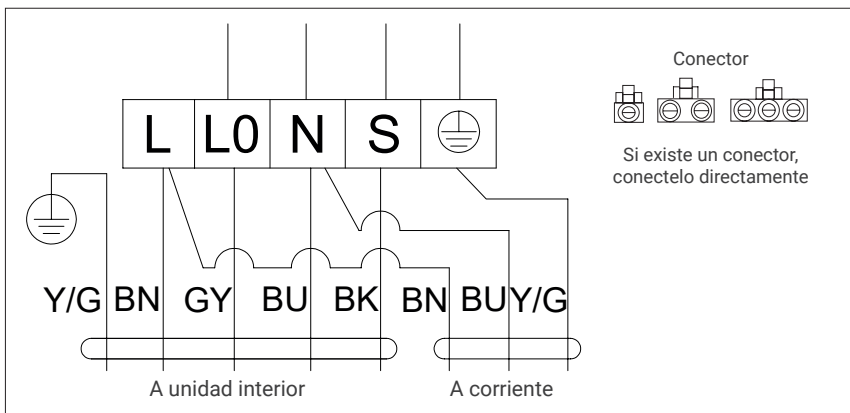 Conector
L L0 N S
Si existe un conector,
conectelo directamente
Y/G BN GY BU BK BN BU Y/G
A unidad interior A corriente